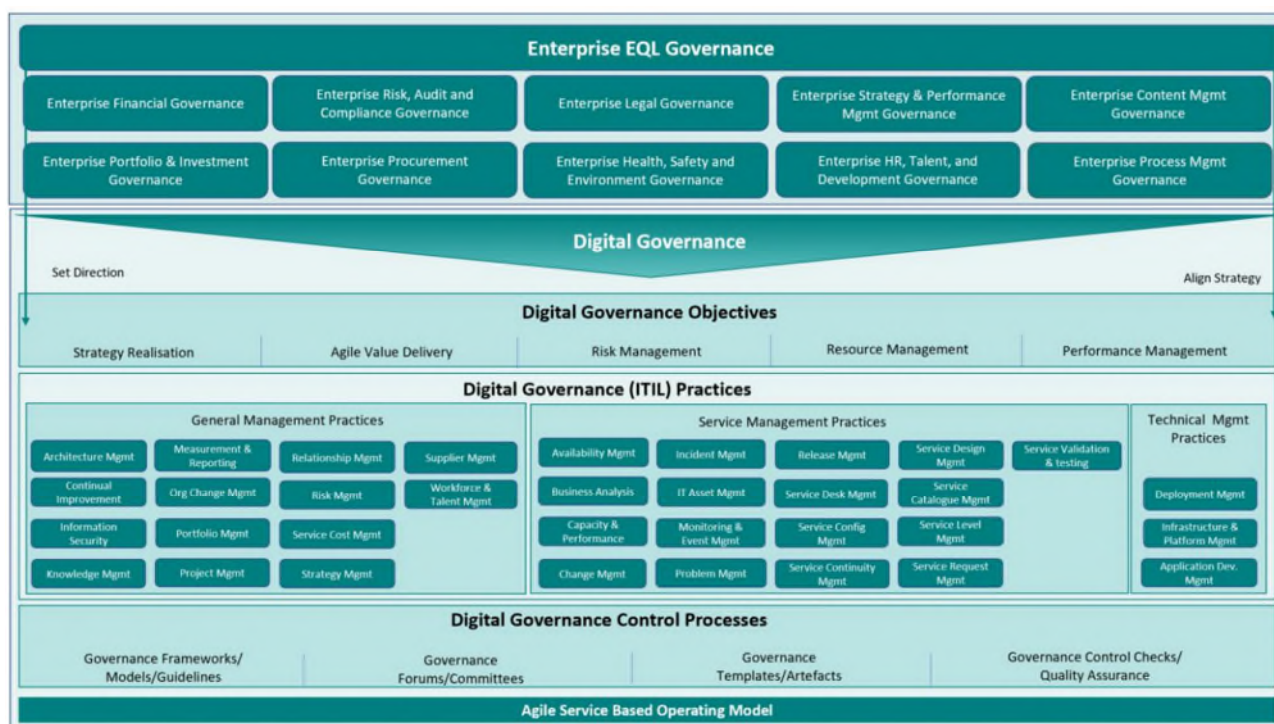 Enterprise EQL Governance
Enterprise Financial Governance
Enterprise Risk, Audit and
Compliance Governance
Enterprise Legal Governance
Enterprise Strategy & Performance
Mgmt Governance
Enterprise Content Mgmt
Governance
Enterprise Portfolio & Investment
Governance
Enterprise Procurement
Governance
Enterprise Health, Safety and
Environment Governance
Enterprise HR, Talent, and
Development Governance
Enterprise Process Mgmt
Governance
Digital Governance
Set Direction
Align Strategy
Digital Governance Objectives
Strategy Realisation
Agile Value Delivery
Risk Management
Resource Management
Performance Management
Digital Governance (ITIL) Practices
General Management Practices
Architecture Mgmt
Measurement &
Reporting
Relationship Mgmt
Supplier Mgmt
Continual
Improvement
Org Change Mgmt
Risk Mgmt
Workforce &
Talent Mgmt
Information
Security
Portfolio Mgmt
Service Cost Mgmt
Knowledge Mgmt
Project Mgmt
Strategy Mgmt
Service Management Practices
Availability Mgmt
Incident Mgmt
Release Mgmt
Service Design
Mgmt
Service Validation
& testing
Business Analysis
IT Asset Mgmt
Service Desk Mgmt
Service
Catalogue Mgmt
Capacity &
Performance
Monitoring &
Event Mgmt
Service Config
Mgmt
Service Level
Mgmt
Change Mgmt
Problem Mgmt
Service Continuity
Mgmt
Service Request
Mgmt
Technical Mgmt
Practices
Deployment Mgmt
Infrastructure &
Platform Mgmt
Application Dev.
Mgmt
Digital Governance Control Processes
Governance Frameworks/
Models/Guidelines
Governance
Forums/Committees
Governance
Templates/Artefacts
Governance Control Checks/
Quality Assurance
Agile Service Based Operating Model